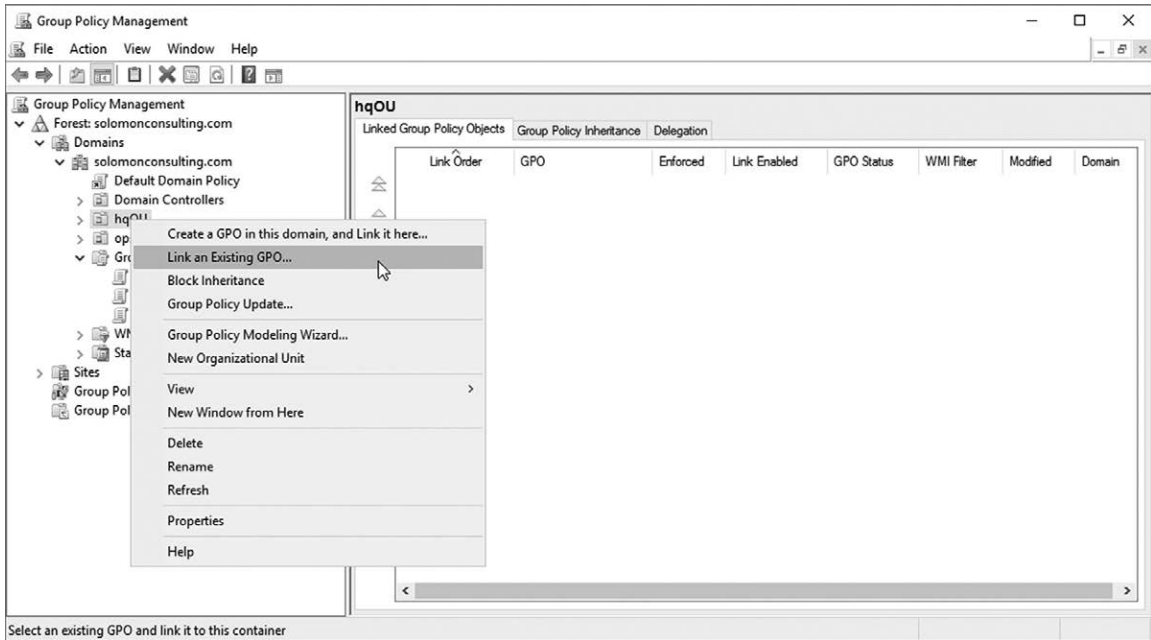 Group Policy Management
File Action View Window Help
Group Policy Management
Forest: solomonconsulting.com
Domains
solomonconsulting.com
Default Domain Policy
Domain Controllers
hqOU
op
Gro
WM
Sta
Sites
Group Pol
Group Pol
Create a GPO in this domain, and Link it here...
Link an Existing GPO...
Block Inheritance
Group Policy Update...
Group Policy Modeling Wizard...
New Organizational Unit
View
New Window from Here
Delete
Rename
Refresh
Properties
Help
hqOU
Linked Group Policy Objects Group Policy Inheritance Delegation
Link Order GPO Enforced Link Enabled GPO Status WMI Filter Modified Domain
Select an existing GPO and link it to this container